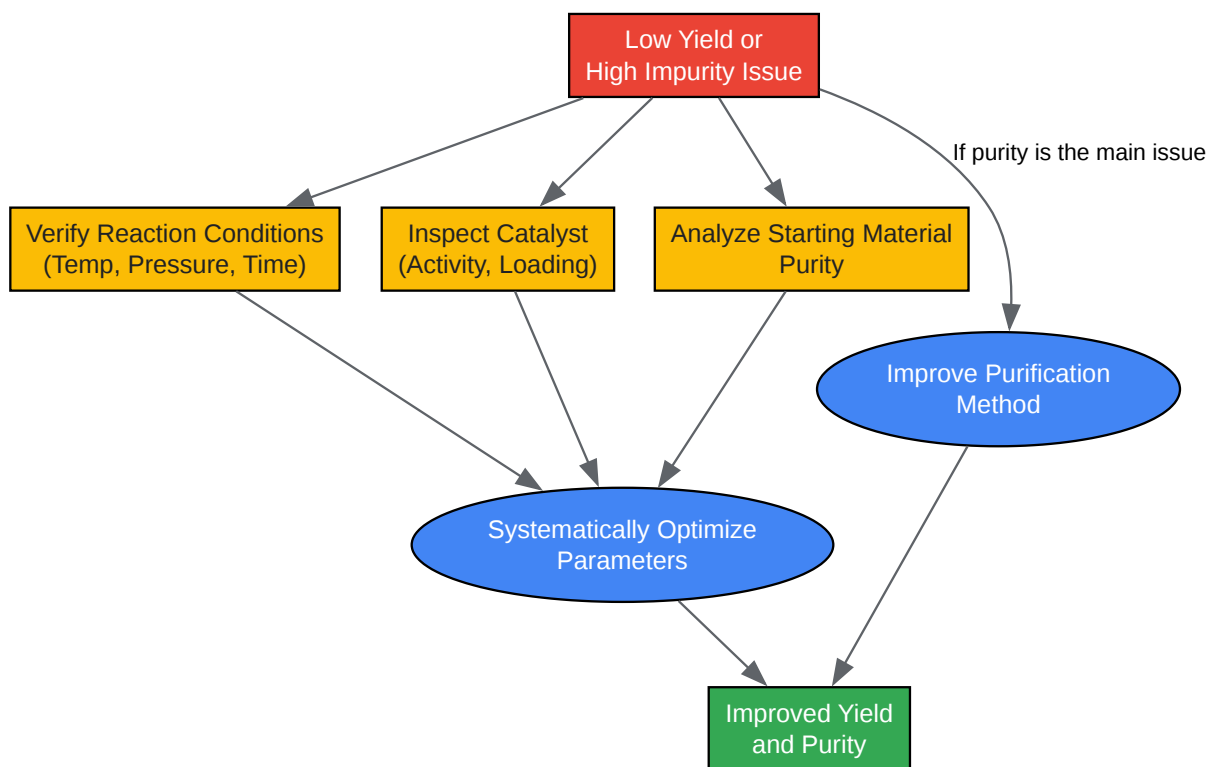 Low Yield or
High Impurity Issue
If purity is the main issue
Verify Reaction Conditions
(Temp, Pressure, Time)
Inspect Catalyst
(Activity, Loading)
Analyze Starting Material
Purity
Improve Purification
Method
Systematically Optimize
Parameters
Improved Yield
and Purity